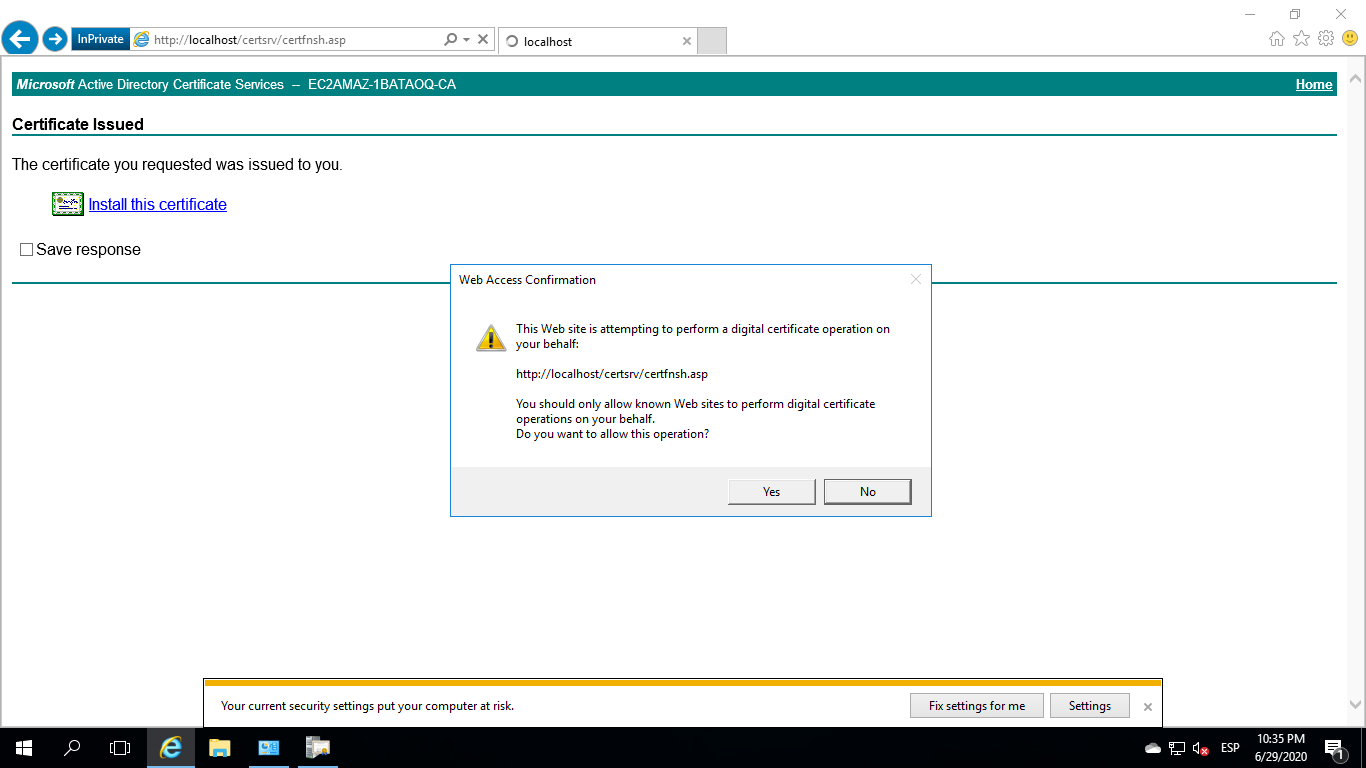 InPrivate
http://localhost/certsrv/certfnsh.asp
localhost
Microsoft Active Directory Certificate Services -- EC2AMAZ-1BATAOQ-CA
Home
Certificate Issued
The certificate you requested was issued to you.
Install this certificate
Save response
Web Access Confirmation
This Web site is attempting to perform a digital certificate operation on
your behalf:
http://localhost/certsrv/certfnsh.asp
You should only allow known Web sites to perform digital certificate
operations on your behalf.
Do you want to allow this operation?
Yes
No
Your current security settings put your computer at risk.
Fix settings for me
Settings
ESP
10:35 PM
6/29/2020
1